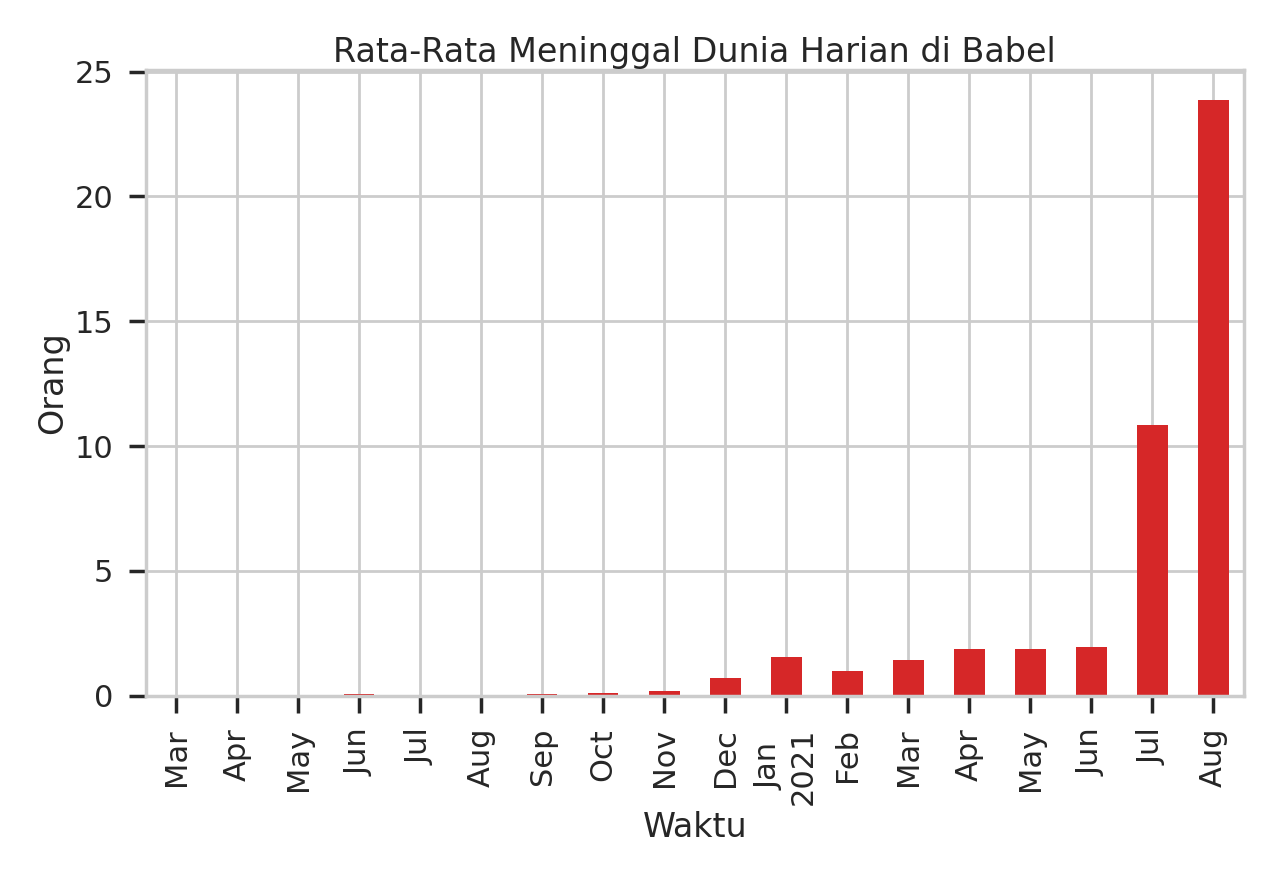 Rata-Rata Meninggal Dunia Harian di Babel
25
20
15
10
5
0
Orang
Mar
Apr
May
Jun
Jul
Aug
Sep
Oct
Nov
Dec
Jan
2021
Feb
Mar
Apr
May
Jun
Jul
Aug
Waktu